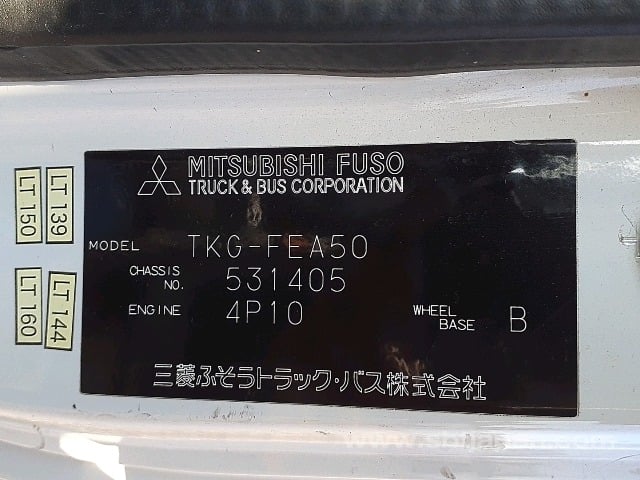 MITSUBISHI FUSO
TRUCK & BUS CORPORATION
MODEL TKG-FEA50
CHASSIS NO. 531405
ENGINE 4P10
WHEEL BASE B
三菱ふそうトラック・バス株式会社
LT 150
LT 139
LT 160
LT 144